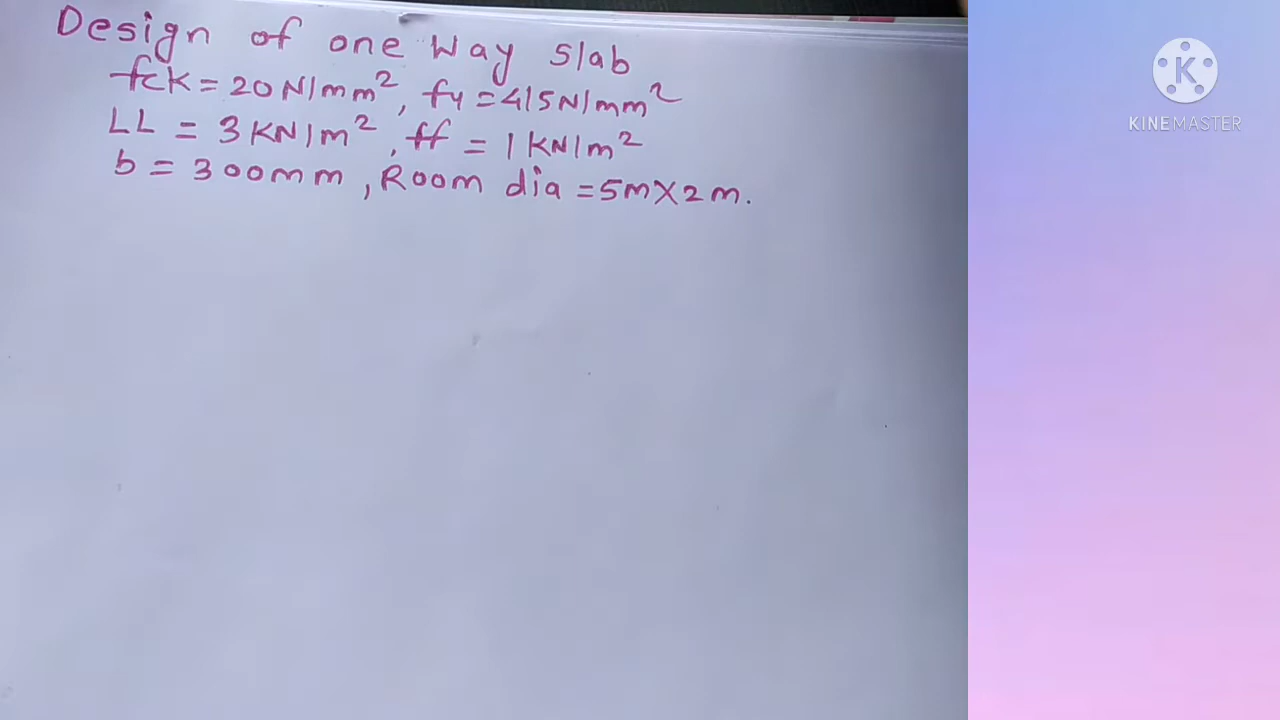 Design of one way slab
fck = 20 N/mm², fy = 415 N/mm²
LL = 3 KN/m², ff = 1 KN/m²
b = 300mm, Room dia = 5m X 2 m.
K
KINEMASTER